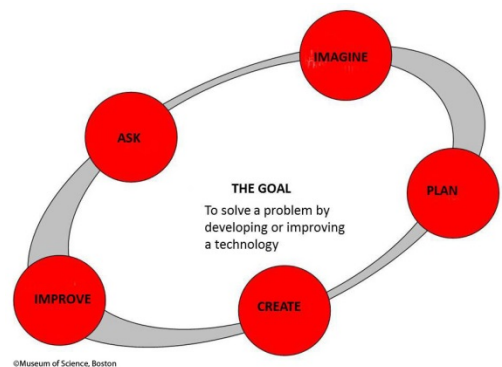 IMAGINE
ASK
PLAN
THE GOAL
To solve a problem by
developing or improving
a technology
IMPROVE
CREATE
©Museum of Science, Boston